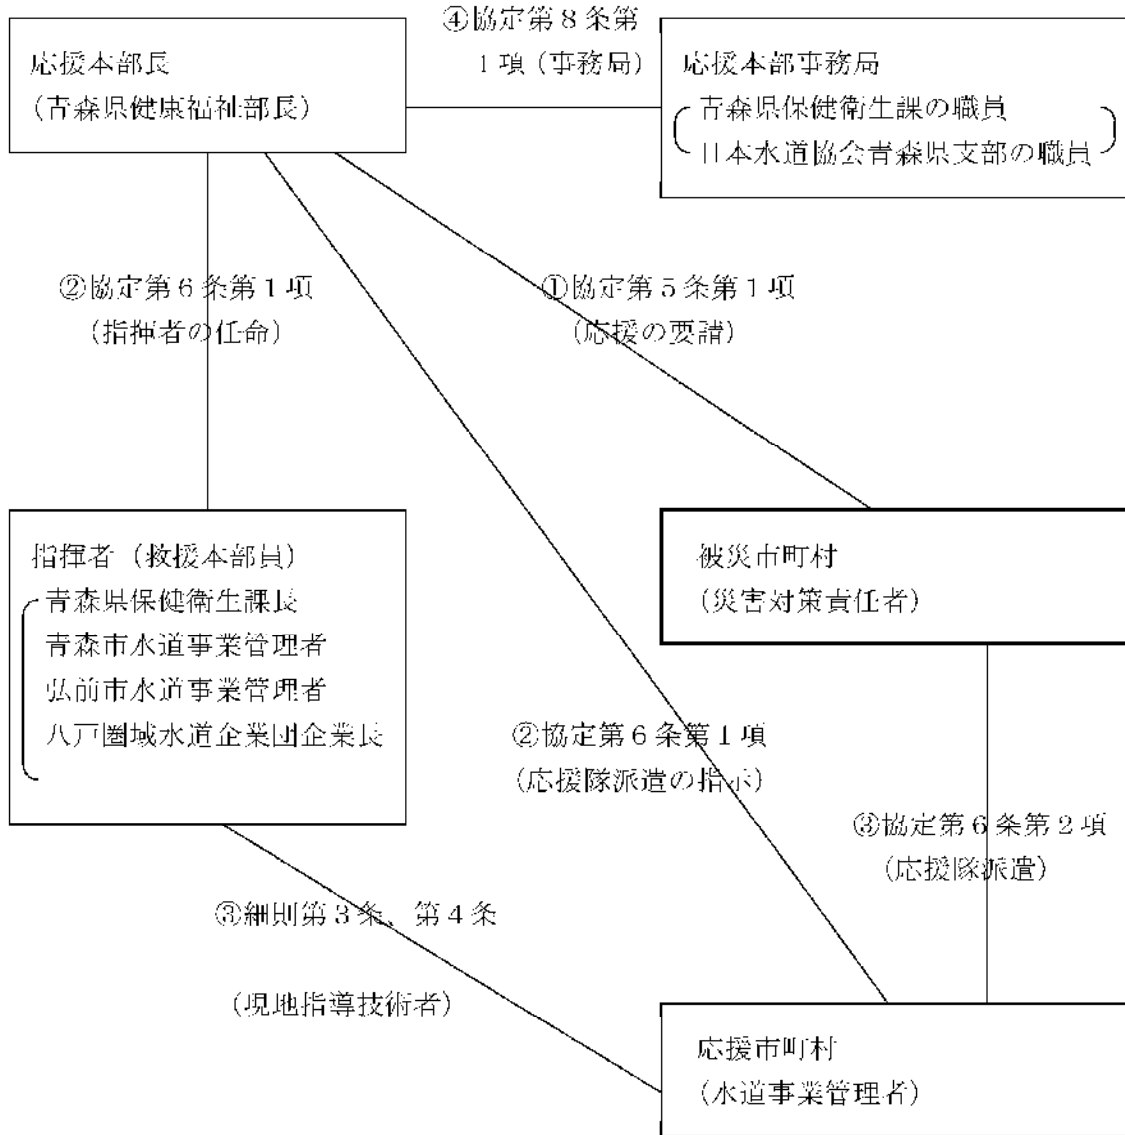 ④協定第８条第
１項（事務局）
応援本部長
（青森県健康福祉部長）
応援本部事務局
青森県保健衛生課の職員
日本水道協会青森県支部の職員
②協定第６条第１項
（指揮者の任命）
①協定第５条第１項
（応援の要請）
指揮者（救援本部員）
青森県保健衛生課長
青森市水道事業管理者
弘前市水道事業管理者
八戸圏域水道企業団企業長
被災市町村
（災害対策責任者）
②協定第６条第１項
（応援隊派遣の指示）
③協定第６条第２項
（応援隊派遣）
③細則第３条、第４条
（現地指導技術者）
応援市町村
（水道事業管理者）